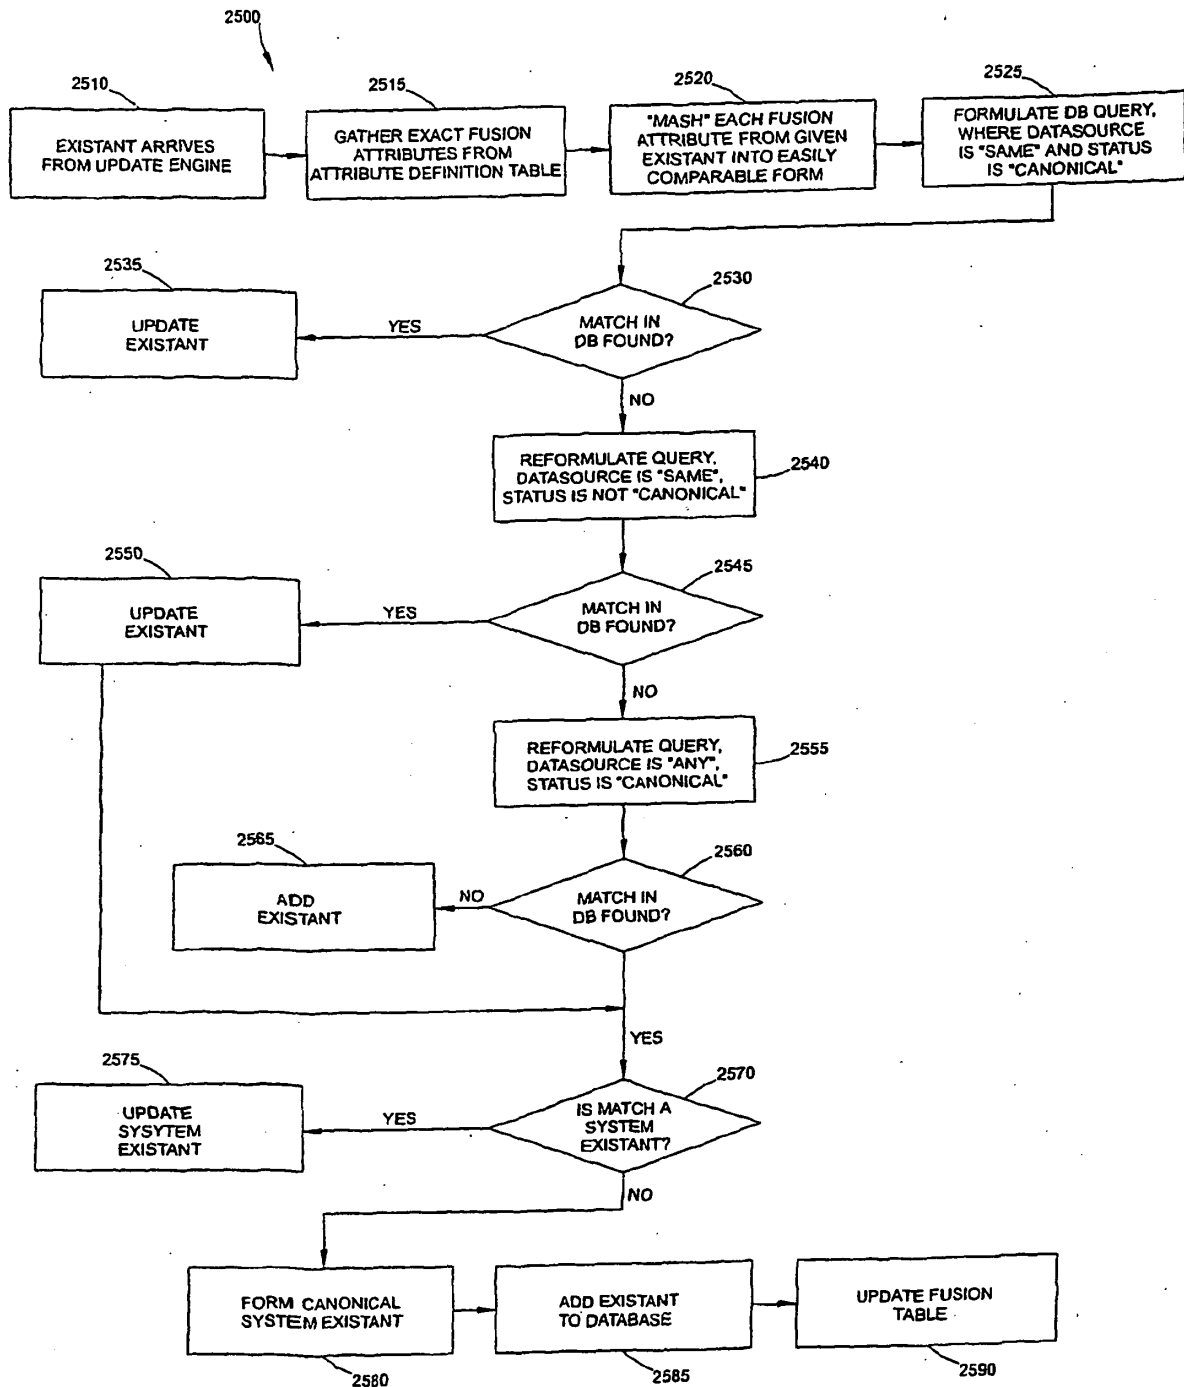 2500
2510
EXISTANT ARRIVES
FROM UPDATE ENGINE
2515
GATHER EXACT FUSION
ATTRIBUTES FROM
ATTRIBUTE DEFINITION TABLE
2520
"MASH" EACH FUSION
ATTRIBUTE FROM GIVEN
EXISTANT INTO EASILY
COMPARABLE FORM
2525
FORMULATE DB QUERY,
WHERE DATASOURCE
IS "SAME" AND STATUS
IS "CANONICAL"
2530
MATCH IN
DB FOUND?
YES
2535
UPDATE
EXISTANT
NO
REFORMULATE QUERY,
DATASOURCE IS "SAME",
STATUS IS NOT "CANONICAL"
2540
2545
MATCH IN
DB FOUND?
YES
2550
UPDATE
EXISTANT
NO
REFORMULATE QUERY,
DATASOURCE IS "ANY",
STATUS IS "CANONICAL"
2555
2560
MATCH IN
DB FOUND?
NO
2565
ADD
EXISTANT
YES
2570
IS MATCH A
SYSTEM
EXISTANT?
YES
2575
UPDATE
SYSYTEM
EXISTANT
NO
FORM CANONICAL
SYSTEM EXISTANT
2580
ADD EXISTANT
TO DATABASE
2585
UPDATE FUSION
TABLE
2590